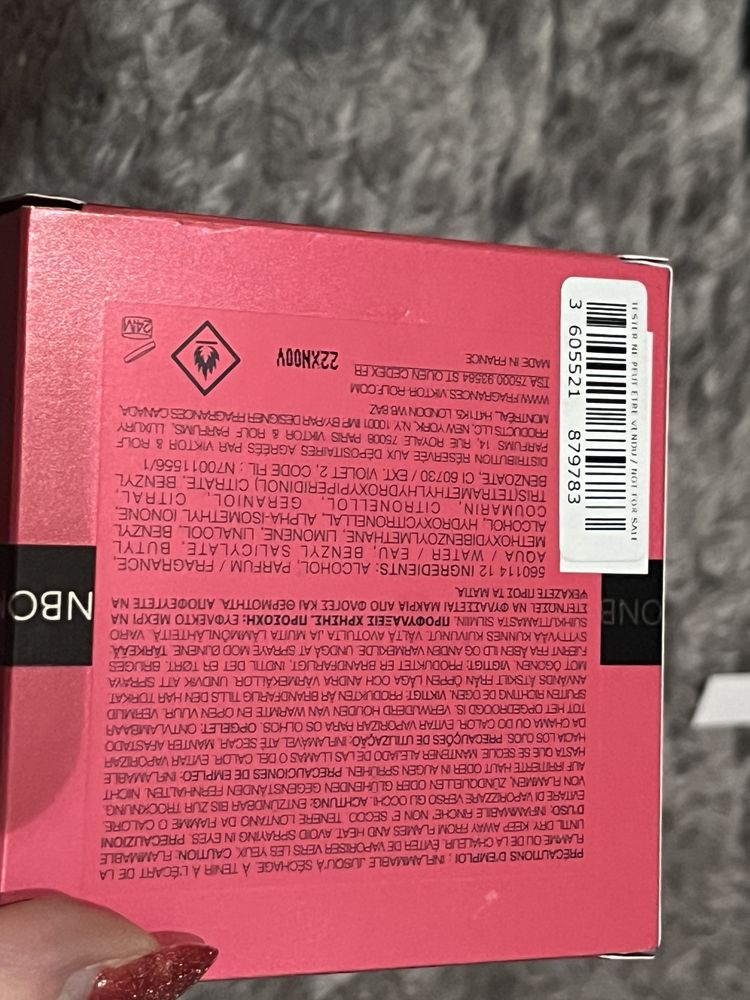 PRÉCAUTIONS D'EMPLOI : INFLAMMABLE JUSQU'À SÉCHAGE, À TENIR À L'ÉCART DE LA
FLAMME OU DE LA CHALEUR. EVITER DE VAPORISER VERS LES YEUX. CAUTION: FLAMMABLE
UNTIL DRY. KEEP AWAY FROM FLAMES AND HEAT. AVOID SPRAYING IN EYES. PRECAUZIONI
D'USO: INFIAMMABILE FINCHÉ NON È SECCO. TENERE LONTANO DA FIAMMA O CALORE.
EVITARE DI VAPORIZZARE VERSO GLI OCCHI. ACHTUNG: ENTZÜNDBAR BIS ZUR TROCKNUNG.
VON FLAMMEN, ZÜNDQUELLEN ODER GLÜHENDEN GEGENSTÄNDEN FERNHALTEN. NICHT
AUF IRRITIERTE HAUT ODER IN AUGEN SPRÜHEN. PRECAUCIONES DE EMPLEO: INFLAMABLE
HASTA QUE SE SEQUE. MANTENER ALEJADO DE LAS LLAMAS O DEL CALOR. EVITAR VAPORIZAR
HACIA LOS OJOS. PRECAUÇÕES DE UTILIZAÇÃO: INFLAMÁVEL ATÉ SECAR. MANTER AFASTADO
DA CHAMA OU DO CALOR. EVITAR VAPORIZAR PARA OS OLHOS. OPGELET: ONTVLAMBAAR
TOT HET OPGEDROOGD IS. VERWIJDERD HOUDEN VAN WARMTE EN OPEN VUUR. VERMIJD
SPUITEN RICHTING DE OGEN. VIKTIGT: PRODUKTEN ÄR BRANDFARLIG TILLS DEN HAR TORKAT.
ANVÄNDS ÅTSKILT FRÅN ÖPPEN LÅGA OCH ANDRA VÄRMEKÄLLOR. UNDVIK ATT SPRAYA
MOT ÖGONEN. VIGTIGT: PRODUKTET ER BRANDFARLIGT, INDTIL DET ER TØRT. BRUGES
FJERNT FRA ÅBEN ILD OG ANDEN VARMEKILDE. UNDGÅ AT SPRAYE MOD ØJNENE. TÄRKEÄÄ:
SYTTYVÄÄ KUNNES KUIVUNUT. VÄLTÄ AVOTULTA JA MUITA LÄMMÖNLÄHTEITÄ. VARO
SUIHKUTTAMASTA SILMIIN. ΠΡΟΦΥΛΑΞΕΙΣ ΧΡΗΣΗΣ. ΠΡΟΣΟΧΗ: ΕΥΦΛΕΚΤΟ ΜΕΧΡΙ ΝΑ
ΣΤΕΓΝΩΣΕΙ. ΝΑ ΦΥΛΑΣΣΕΤΑΙ ΜΑΚΡΙΑ ΑΠΟ ΦΛΟΓΕΣ ΚΑΙ ΘΕΡΜΟΤΗΤΑ. ΑΠΟΦΕΥΓΕΤΕ ΝΑ
ΨΕΚΑΖΕΤΕ ΠΡΟΣ ΤΑ ΜΑΤΙΑ.
560114 12 INGREDIENTS: ALCOHOL, PARFUM / FRAGRANCE,
AQUA / WATER / EAU, BENZYL SALICYLATE, BUTYL
METHOXYDIBENZOYLMETHANE, LIMONENE, LINALOOL, BENZYL
ALCOHOL, HYDROXYCITRONELLAL, ALPHA-ISOMETHYL IONONE,
COUMARIN, CITRONELLOL, GERANIOL, CITRAL,
TRIS(TETRAMETHYLHYDROXYPIPERIDINOL) CITRATE, BENZYL
BENZOATE, CI 60730 / EXT. VIOLET 2, CODE FIL : N70011556/1
DISTRIBUTION RÉSERVÉE AUX DÉPOSITAIRES AGRÉÉS PAR VIKTOR & ROLF
PARFUMS, 14, RUE ROYALE 75008 PARIS VIKTOR & ROLF PARFUMS, LUXURY
PRODUCTS LLC, NEW YORK, N.Y. 10001 IMP BY/PAR DESIGNER FRAGRANCES CANADA,
MONTRÉAL, H4T 1K5 LONDON W6 8AZ
WWW.FRAGRANCES.VIKTOR-ROLF.COM
TSA 75000 93584 ST OUEN CEDEX FR
MADE IN FRANCE
22XN00V
24M
TESTER NE PEUT ETRE VENDU / NOT FOR SALE
3 605521 879783
ONB
NBO